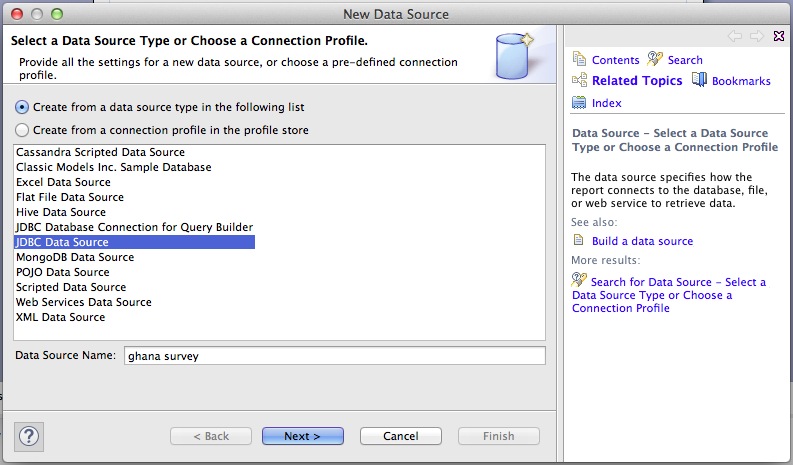 New Data Source
Select a Data Source Type or Choose a Connection Profile.
Provide all the settings for a new data source, or choose a pre-defined connection
profile.
Create from a data source type in the following list
Create from a connection profile in the profile store
Cassandra Scripted Data Source
Classic Models Inc. Sample Database
Excel Data Source
Flat File Data Source
Hive Data Source
JDBC Database Connection for Query Builder
JDBC Data Source
MongoDB Data Source
POJO Data Source
Scripted Data Source
Web Services Data Source
XML Data Source
Data Source Name: ghana survey
? < Back Next > Cancel Finish
Contents Search
Related Topics Bookmarks
Index
Data Source – Select a Data Source
Type or Choose a Connection Profile
The data source specifies how the
report connects to the database, file,
or web service to retrieve data.
See also:
Build a data source
More results:
Search for Data Source – Select a
Data Source Type or Choose a
Connection Profile